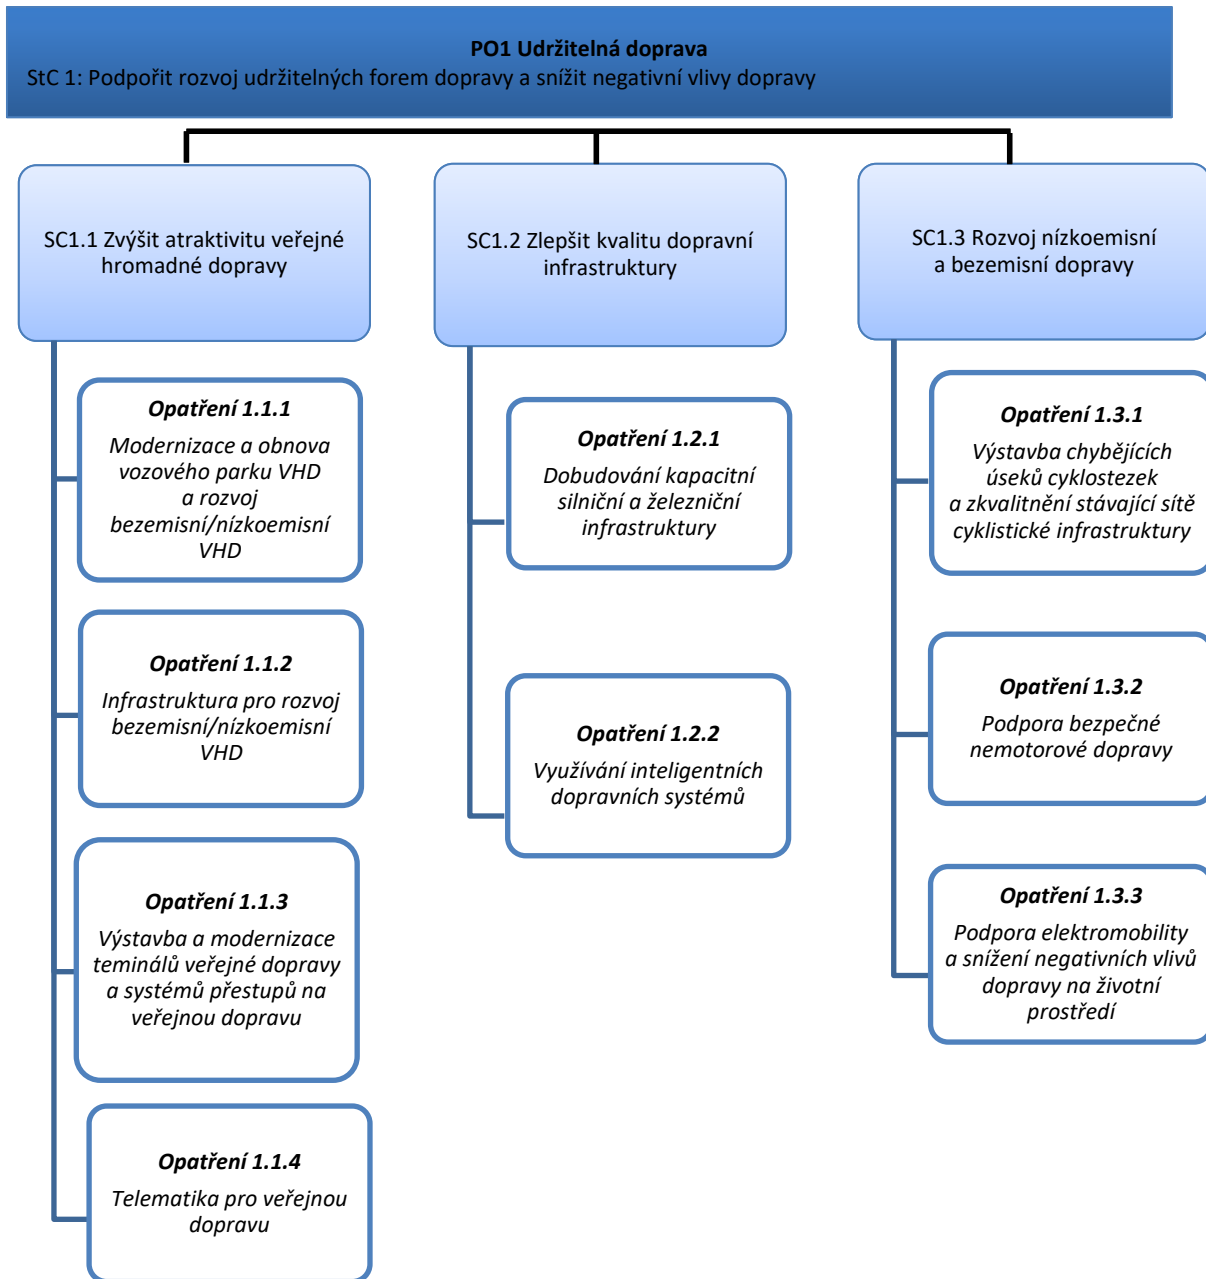 PO1 Udržitelná doprava
StC 1: Podpořit rozvoj udržitelných forem dopravy a snížit negativní vlivy dopravy
SC1.1 Zvýšit atraktivitu veřejné
hromadné dopravy
SC1.2 Zlepšit kvalitu dopravní
infrastruktury
SC1.3 Rozvoj nízkoemisní
a bezemisní dopravy
Opatření 1.1.1
Modernizace a obnova
vozového parku VHD
a rozvoj
bezemisní/nízkoemisní
VHD
Opatření 1.1.2
Infrastruktura pro rozvoj
bezemisní/nízkoemisní
VHD
Opatření 1.1.3
Výstavba a modernizace
teminálů veřejné dopravy
a systémů přestupů na
veřejnou dopravu
Opatření 1.1.4
Telematika pro veřejnou
dopravu
Opatření 1.2.1
Dobudování kapacitní
silniční a železniční
infrastruktury
Opatření 1.2.2
Využívání inteligentních
dopravních systémů
Opatření 1.3.1
Výstavba chybějících
úseků cyklostezek
a zkvalitnění stávající sítě
cyklistické infrastruktury
Opatření 1.3.2
Podpora bezpečné
nemotorové dopravy
Opatření 1.3.3
Podpora elektromobility
a snížení negativních vlivů
dopravy na životní
prostředí